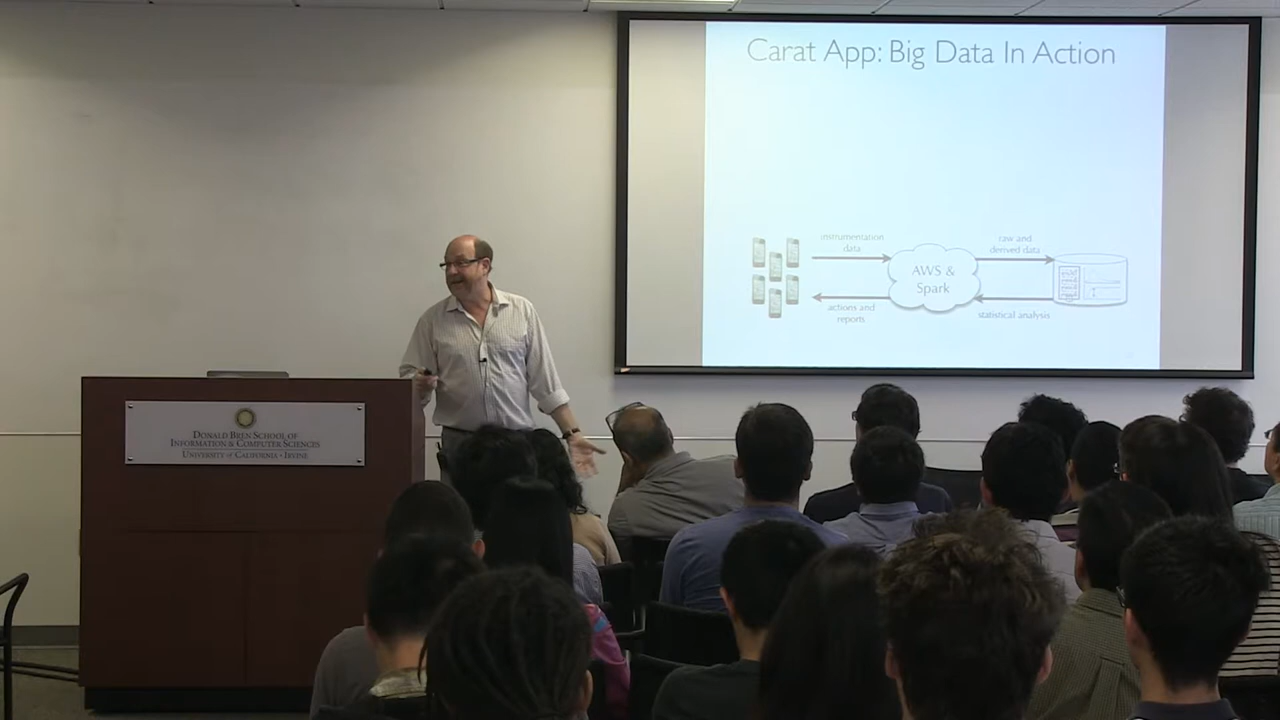 Carat App: Big Data In Action
instrumentation
data
raw and
derived data
AWS &
Spark
actions and
reports
statistical analysis
DONALD BREN SCHOOL OF
INFORMATION & COMPUTER SCIENCES
UNIVERSITY of CALIFORNIA • IRVINE